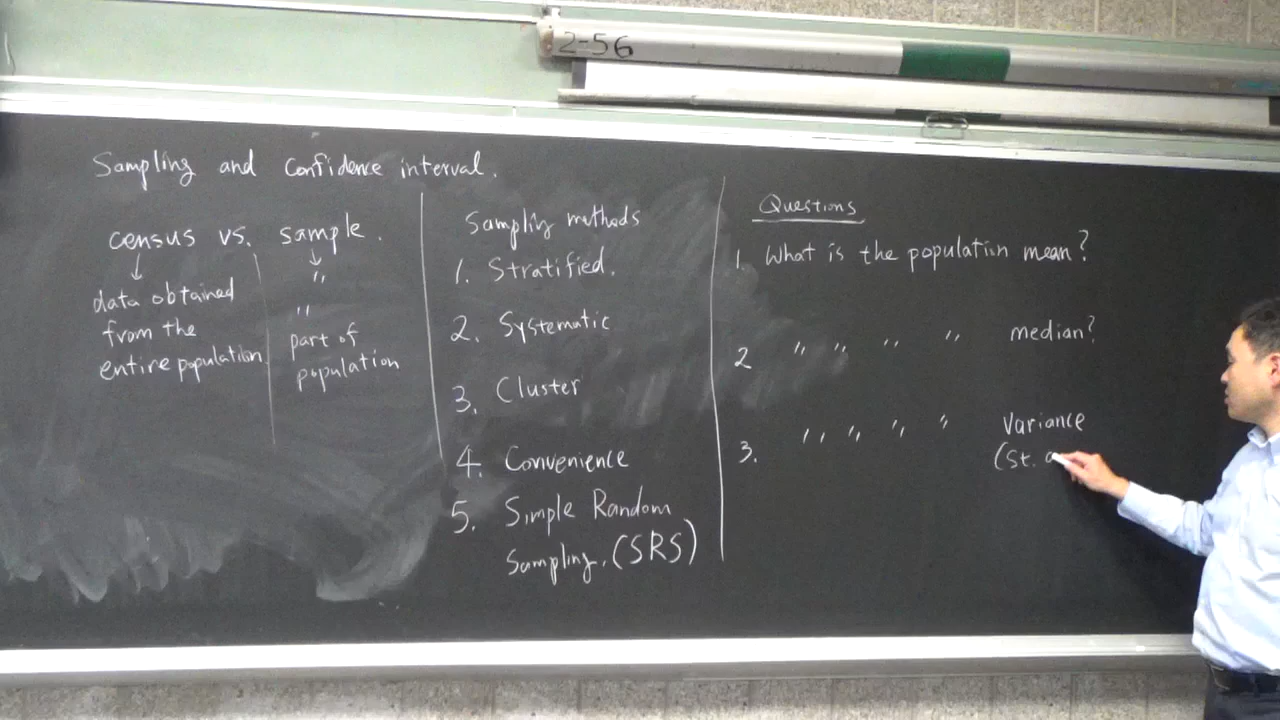 2-56
Sampling and Confidence interval.
census vs. sample.
↓
data obtained
from the
entire population.
↓
"
"
part of
population
Sampliy methods
1. Stratified.
2. Systematic
3. Cluster
4. Convenience
5. Simple Random
Sampling. (SRS)
Questions
1. What is the population mean?
2 " " " " median?
3. " " " " Variance
(St.